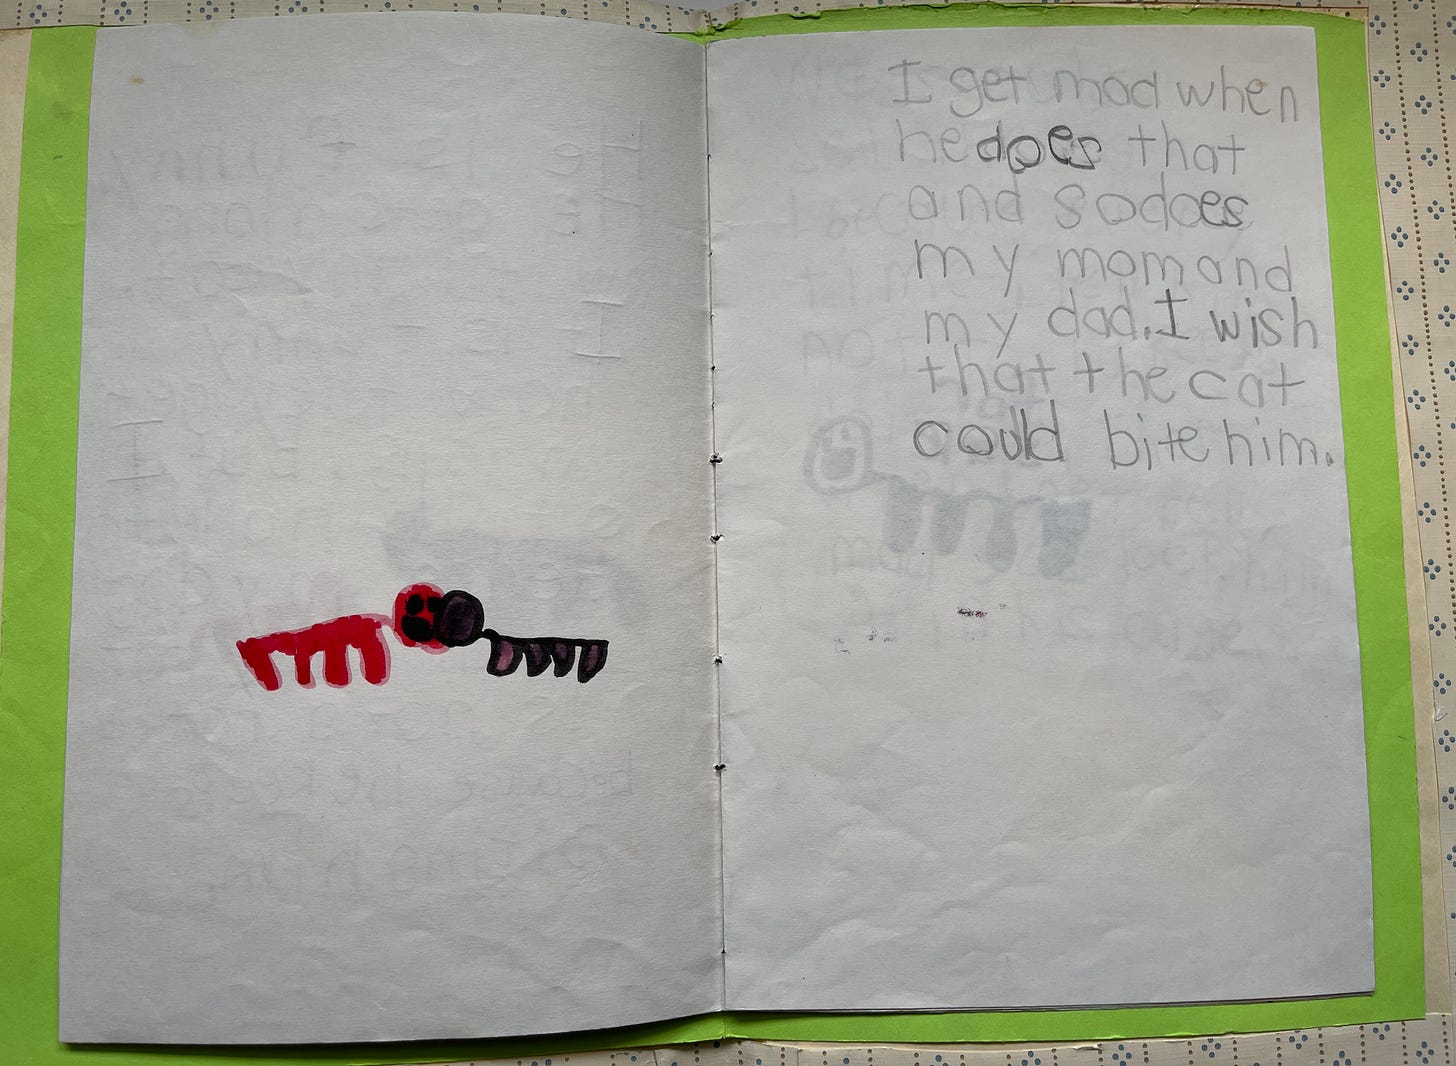 I get mad when
he does that
and so does
my mom and
my dad. I wish
that the cat
could bite him.